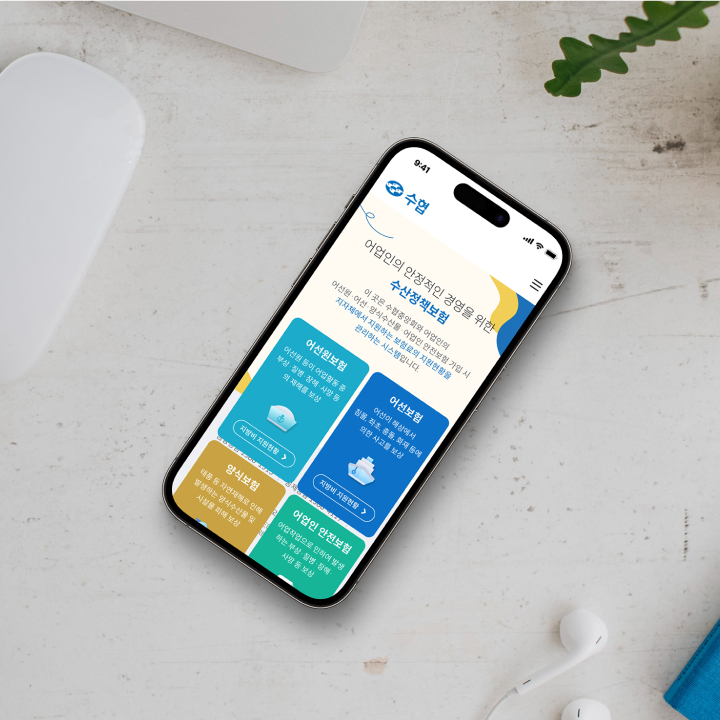 9:41
수협
어업인의 안정적인 경영을 위한
수산정책보험
이 곳은 수협중앙회와 어업인의
어선원·어선·양식수산물·어업인 안전보험 가입 시
지자체에서 지원하는 보험료의 지원현황을
관리하는 시스템입니다.
어선원보험
어선원 등이 어업활동 중
부상·질병·장해·사망 등
의 재해를 보상
지방비 지원현황
어선보험
어선이 해상에서
침몰, 좌초, 충돌, 화재 등에
의한 사고를 보상
지방비 지원현황
양식보험
태풍 등 자연재해로 인해
발생하는 양식수산물 및
시설물 피해 보상
어업인 안전보험
어업작업으로 인하여 발생
하는 부상·질병·장해·
사망 등 보상